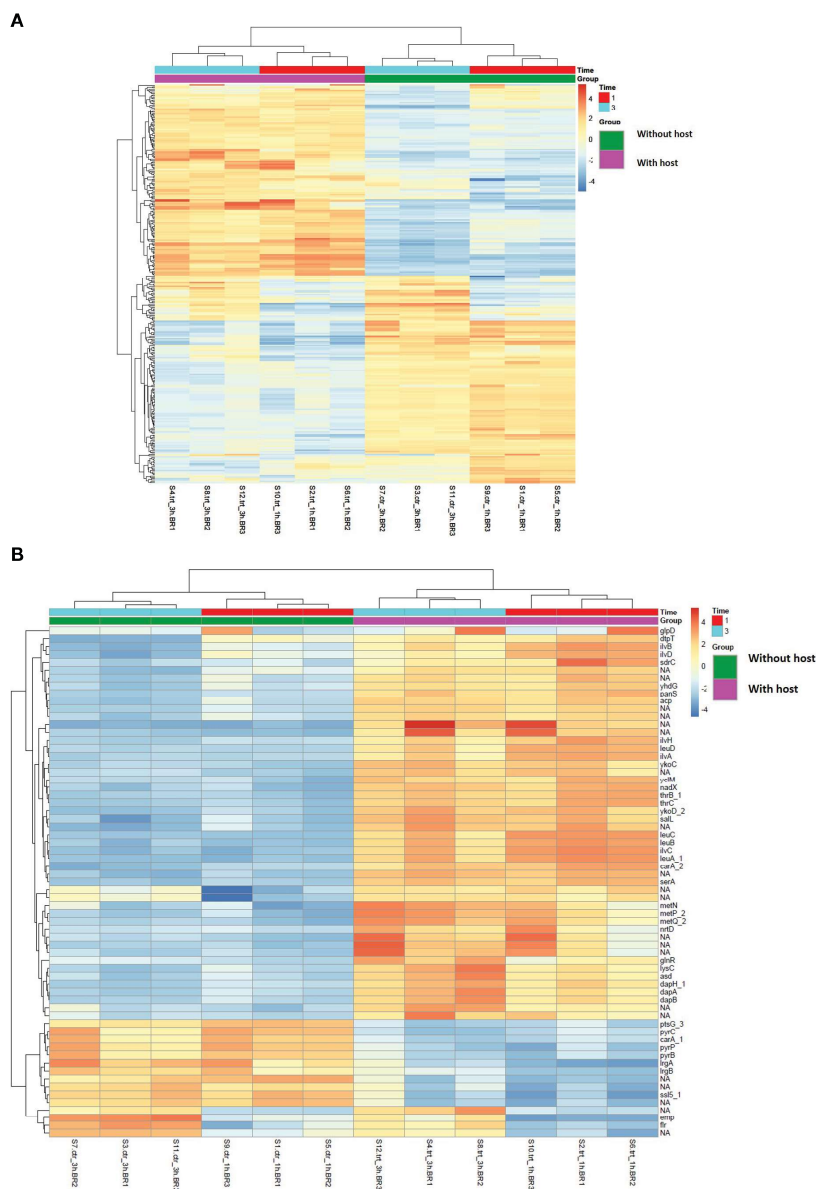 A
Time
Group
4
2
0
-2
-4
Time
1
3
Group
Without host
With host
S4.trt_3h.BR1
S8.trt_3h.BR2
S12.trt_3h.BR3
S10.trt_1h.BR3
S2.trt_1h.BR1
S6.trt_1h.BR2
S7.ctr_3h.BR2
S3.ctr_3h.BR1
S11.ctr_3h.BR3
S9.ctr_1h.BR3
S1.ctr_1h.BR1
S5.ctr_1h.BR2
B
Time
Group
4
2
0
-2
-4
Time
1
3
Group
Without host
With host
glpD
dtpT
ilvB
ilvD
sdrC
NA
NA
yhdG
panS
acp
NA
NA
NA
NA
ilvH
leuD
ilvA
ykoC
NA
nadX
thrB_1
thrC
ykoD_2
salL
NA
leuC
leuB
ilvC
leuA_1
carA_2
NA
serA
NA
NA
metN
metP_2
metQ_2
nrtD
NA
NA
NA
glnR
lysC
asd
dapH_1
dapA
dapB
NA
NA
ptsG_3
pyrC
carA_1
pyrP
pyrB
lrgA
lrgB
NA
NA
ssl5_1
NA
NA
emp
flr
NA
S7.ctr_3h.BR2
S3.ctr_3h.BR1
S11.ctr_3h.BR3
S9.ctr_1h.BR3
S1.ctr_1h.BR1
S5.ctr_1h.BR2
S12.trt_3h.BR3
S4.trt_3h.BR1
S8.trt_3h.BR2
S10.trt_1h.BR3
S2.trt_1h.BR1
S6.trt_1h.BR2